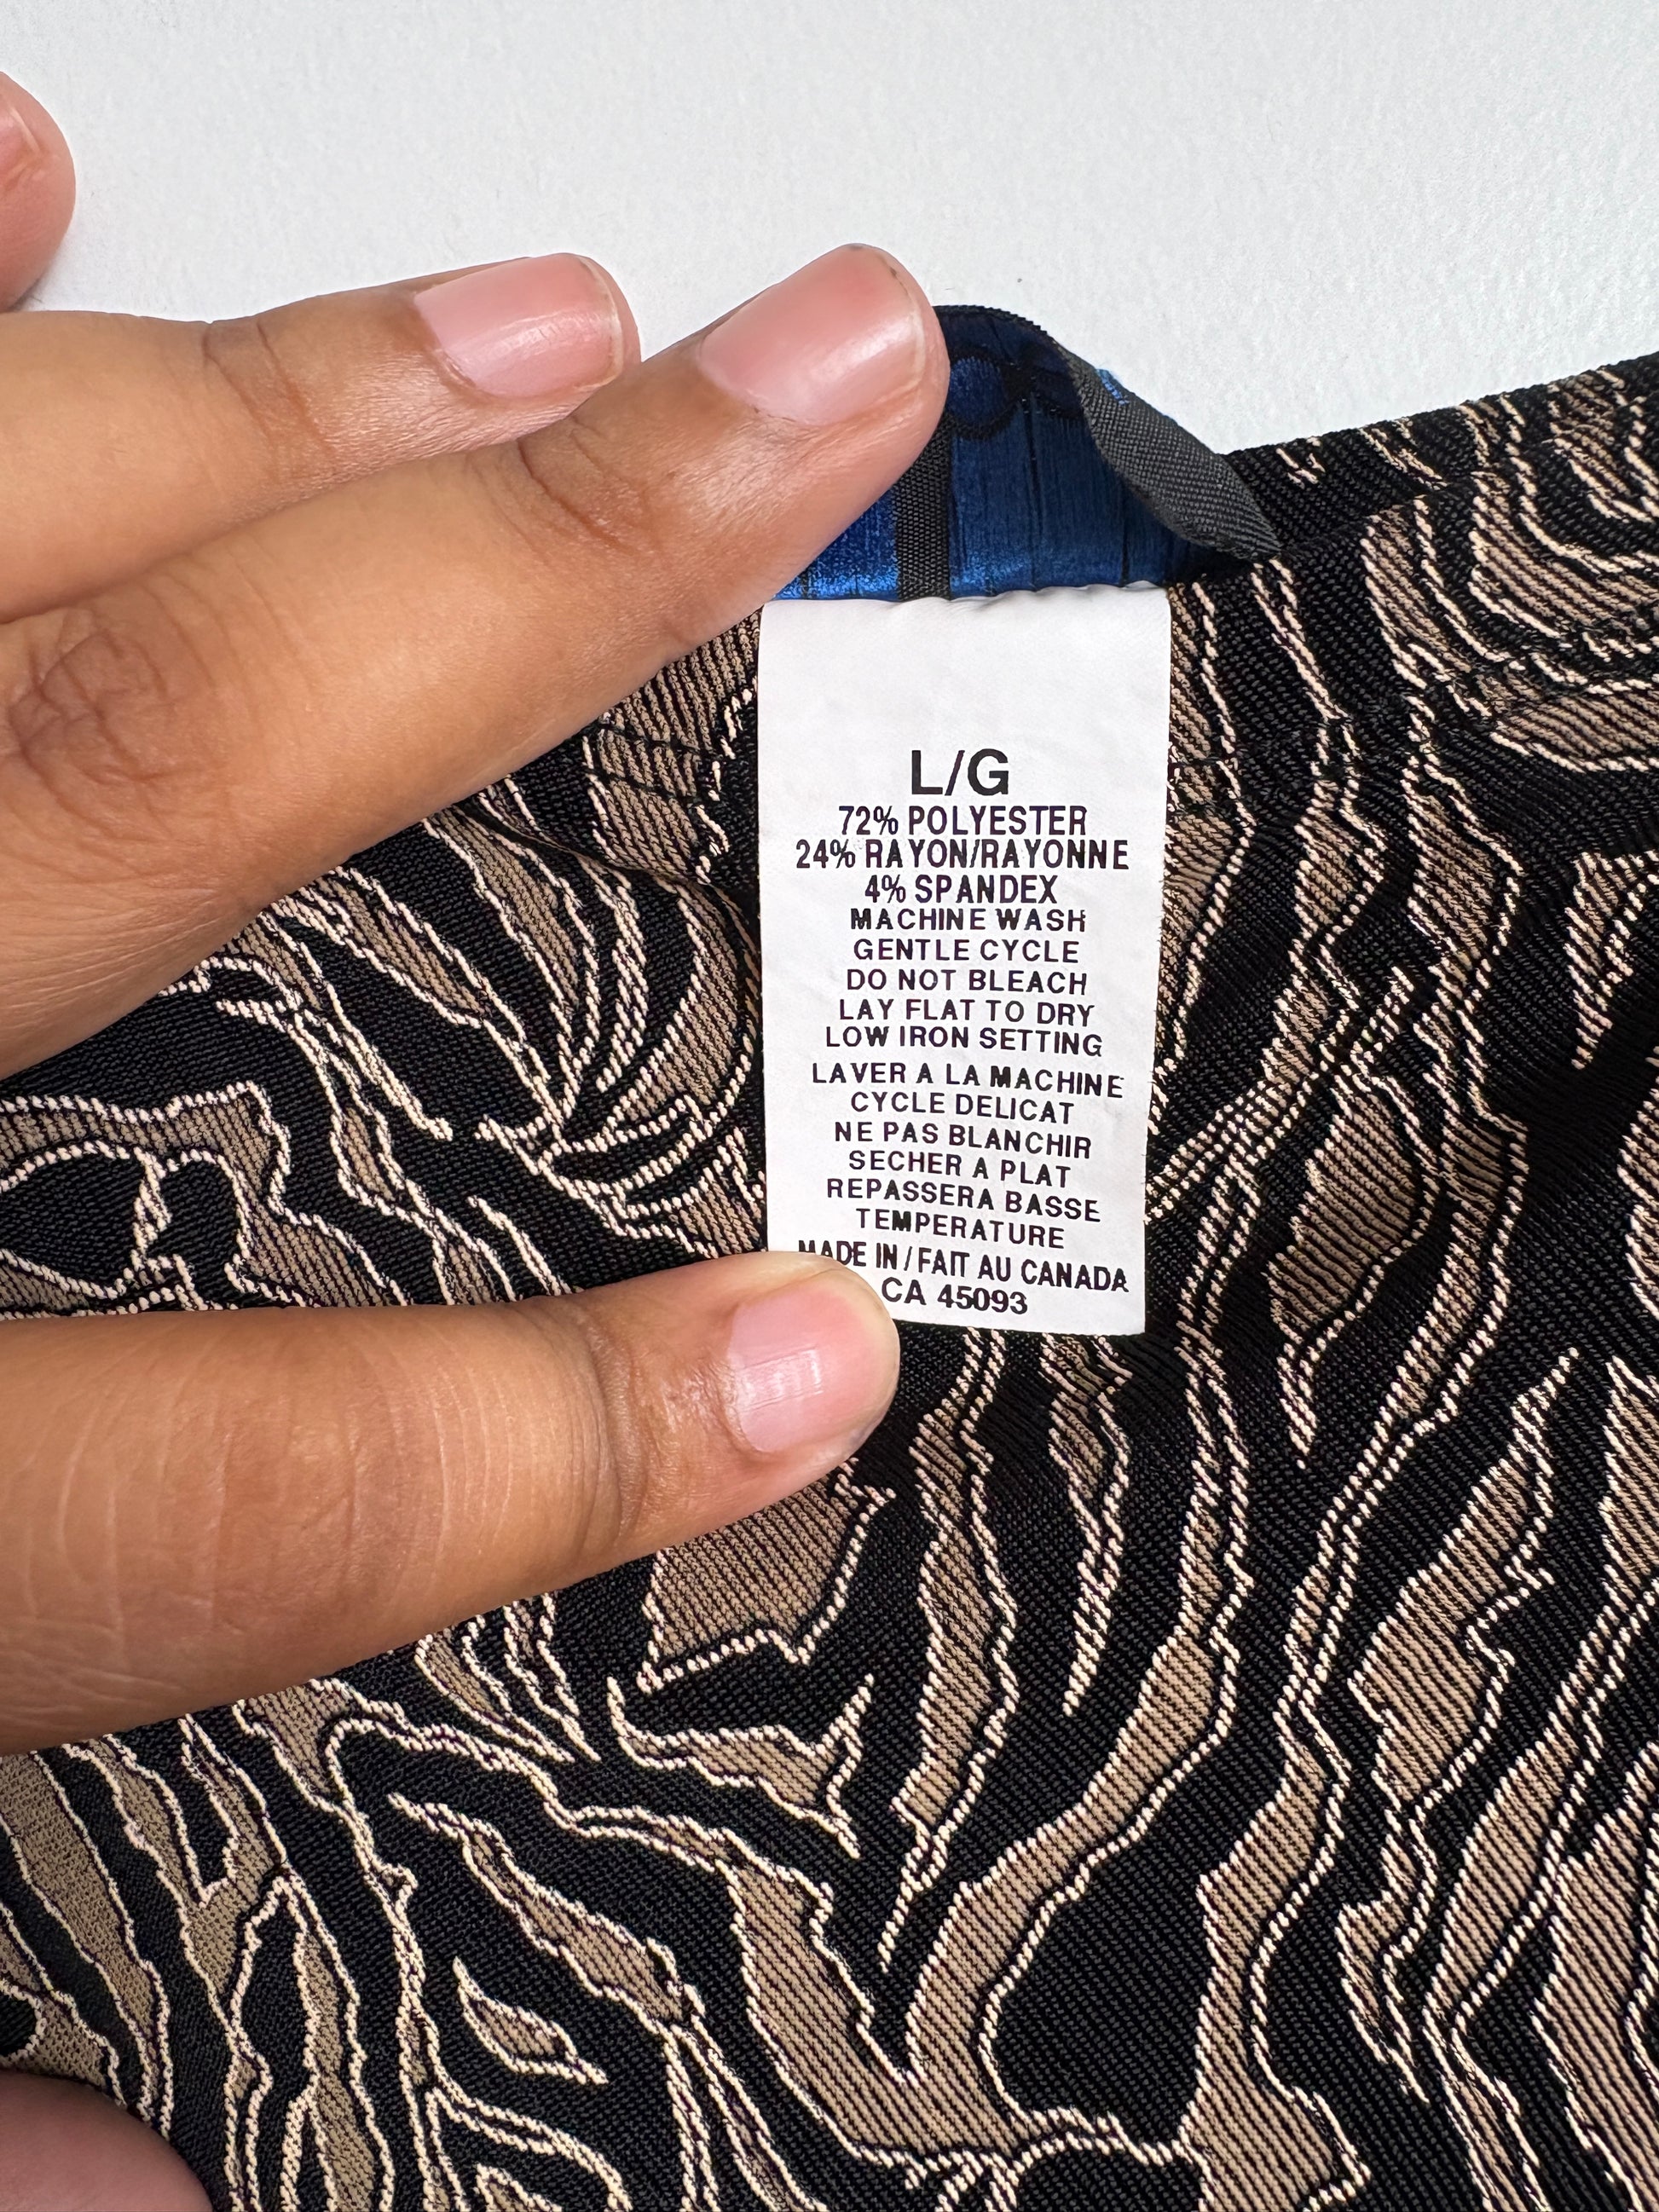 L/G
72% POLYESTER
24% RAYON/RAYONNE
4% SPANDEX
MACHINE WASH
GENTLE CYCLE
DO NOT BLEACH
LAY FLAT TO DRY
LOW IRON SETTING
LAVER A LA MACHINE
CYCLE DELICAT
NE PAS BLANCHIR
SECHER A PLAT
REPASSERA BASSE
TEMPERATURE
MADE IN / FAIT AU CANADA
CA 45093